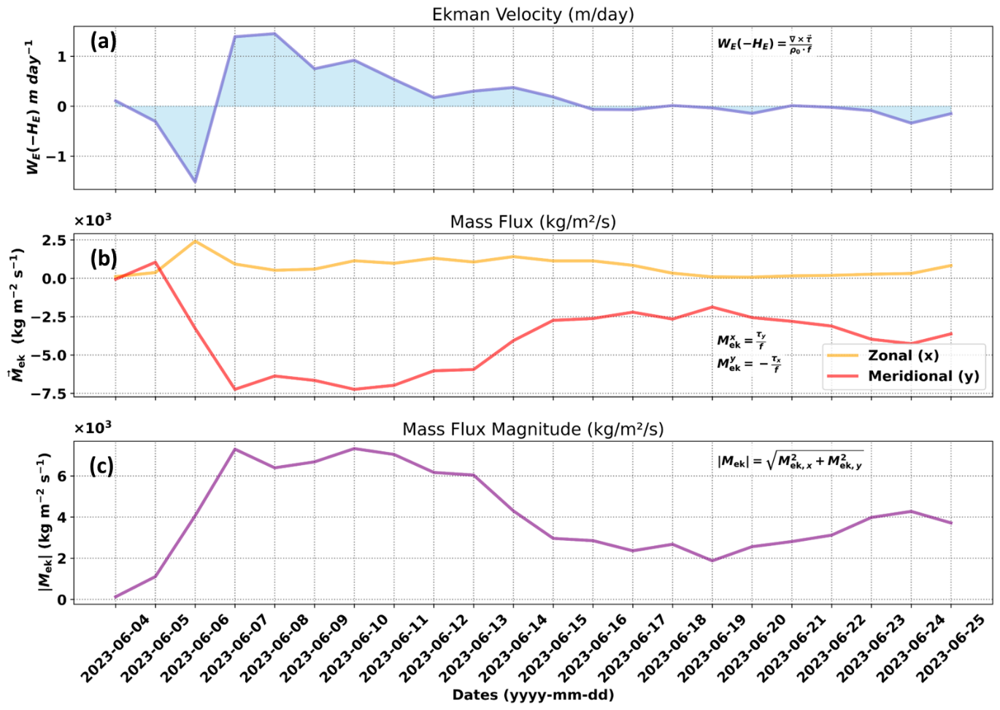 Ekman Velocity (m/day)
(a)
W_E(−H_E) = ∇ × τ⃗ / ρ₀ · f
W_E(−H_E) m day⁻¹
1
0
−1
×10³
Mass Flux (kg/m²/s)
(b)
M⃗_ek (kg m⁻² s⁻¹)
2.5
0.0
−2.5
−5.0
−7.5
M^x_ek = τ_y / f
M^y_ek = − τ_x / f
Zonal (x)
Meridional (y)
×10³
Mass Flux Magnitude (kg/m²/s)
(c)
|M_ek| = √(M²_ek, x + M²_ek, y)
|M_ek| (kg m⁻² s⁻¹)
6
4
2
0
2023-06-04
2023-06-05
2023-06-06
2023-06-07
2023-06-08
2023-06-09
2023-06-10
2023-06-11
2023-06-12
2023-06-13
2023-06-14
2023-06-15
2023-06-16
2023-06-17
2023-06-18
2023-06-19
2023-06-20
2023-06-21
2023-06-22
2023-06-23
2023-06-24
2023-06-25
Dates (yyyy-mm-dd)